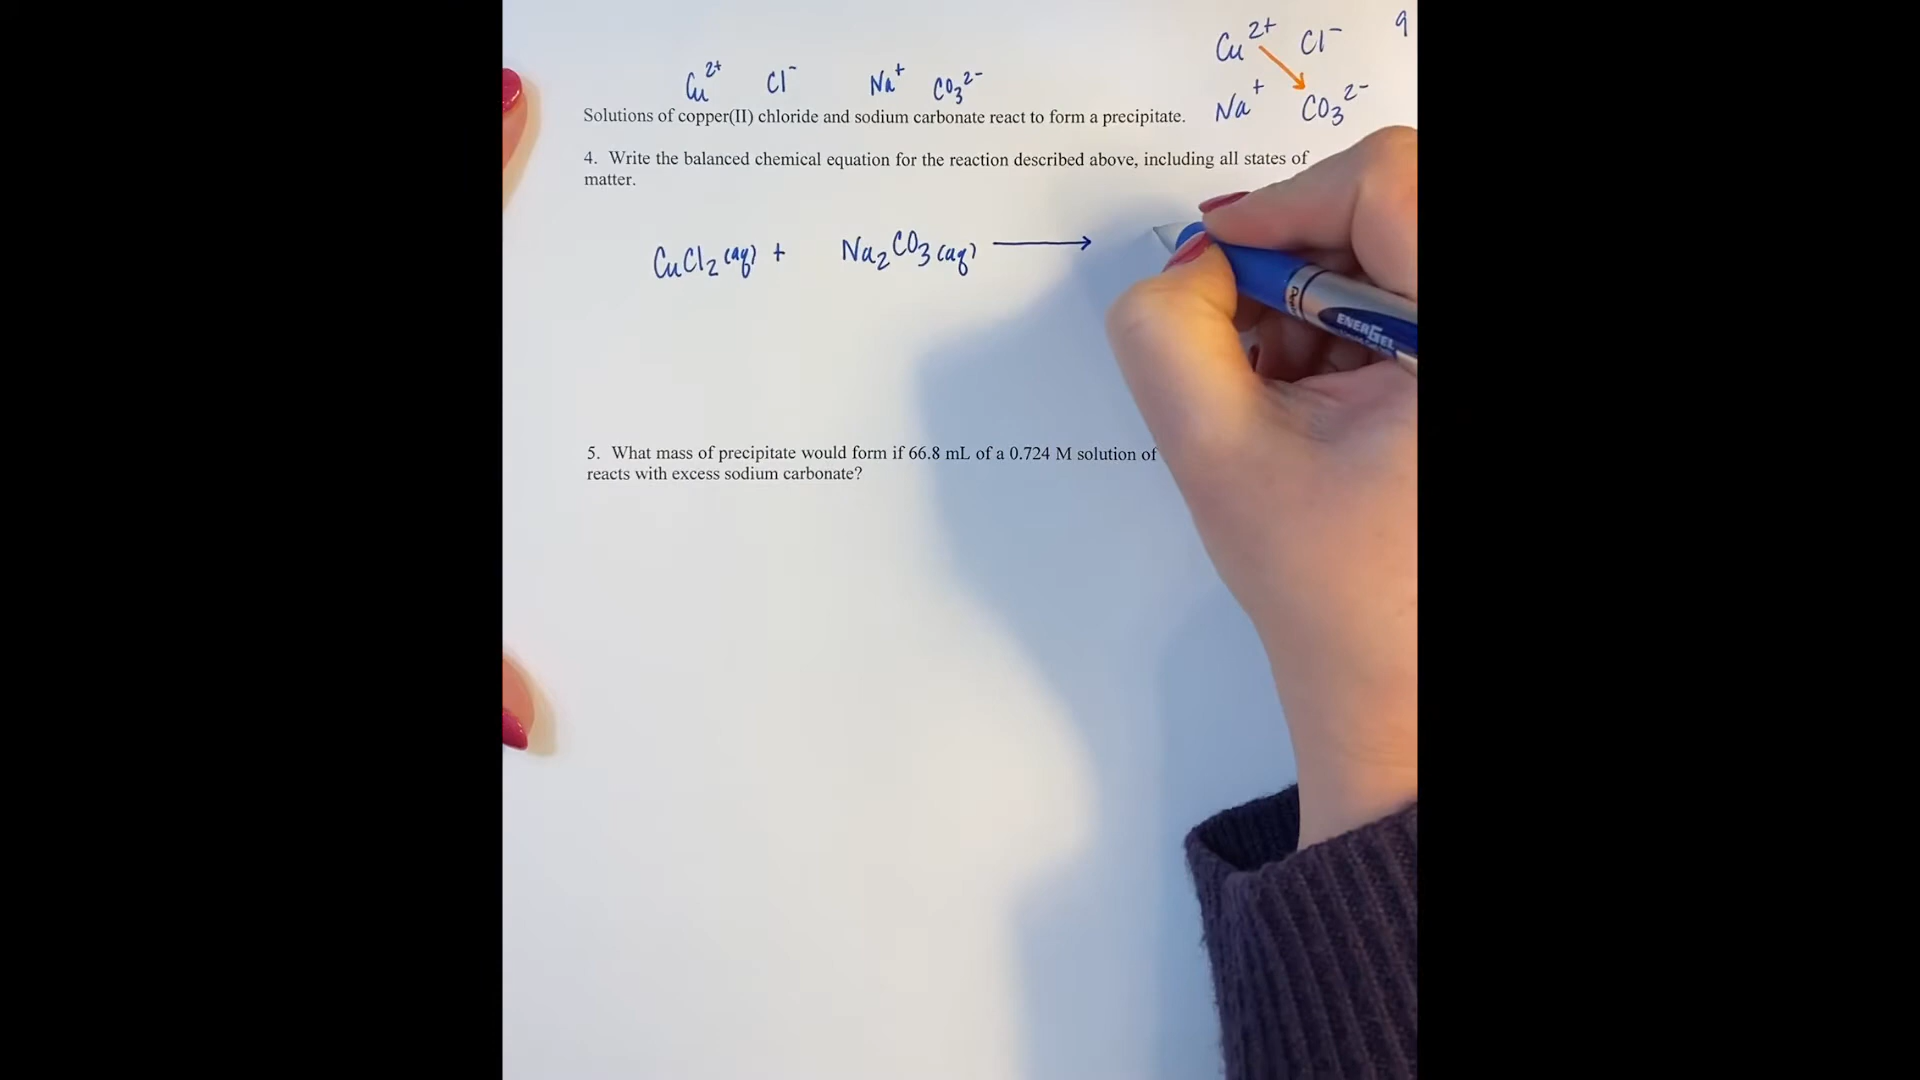 Cu²⁺ Cl⁻ 9
Cu²⁺ Cl⁻ Na⁺ CO₃²⁻
Na⁺ CO₃²⁻
Solutions of copper(II) chloride and sodium carbonate react to form a precipitate.
4. Write the balanced chemical equation for the reaction described above, including all states of
matter.
CuCl₂ (aq) + Na₂CO₃ (aq) →
ENERGEL
5. What mass of precipitate would form if 66.8 mL of a 0.724 M solution of
reacts with excess sodium carbonate?